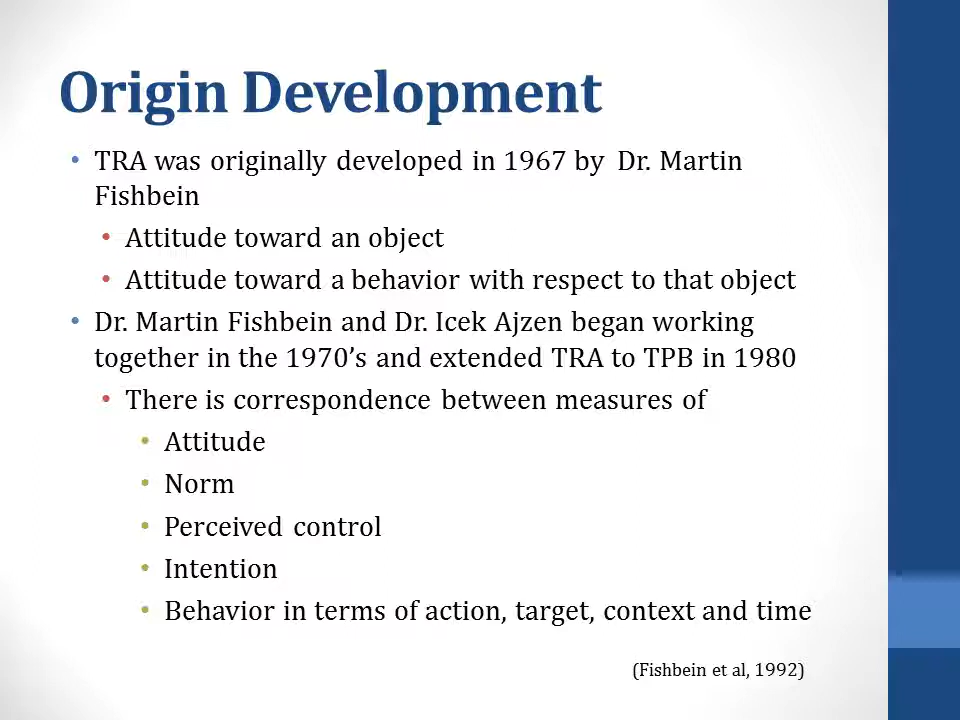 Origin Development
• TRA was originally developed in 1967 by Dr. Martin
Fishbein
• Attitude toward an object
• Attitude toward a behavior with respect to that object
• Dr. Martin Fishbein and Dr. Icek Ajzen began working
together in the 1970’s and extended TRA to TPB in 1980
• There is correspondence between measures of
• Attitude
• Norm
• Perceived control
• Intention
• Behavior in terms of action, target, context and time
(Fishbein et al, 1992)